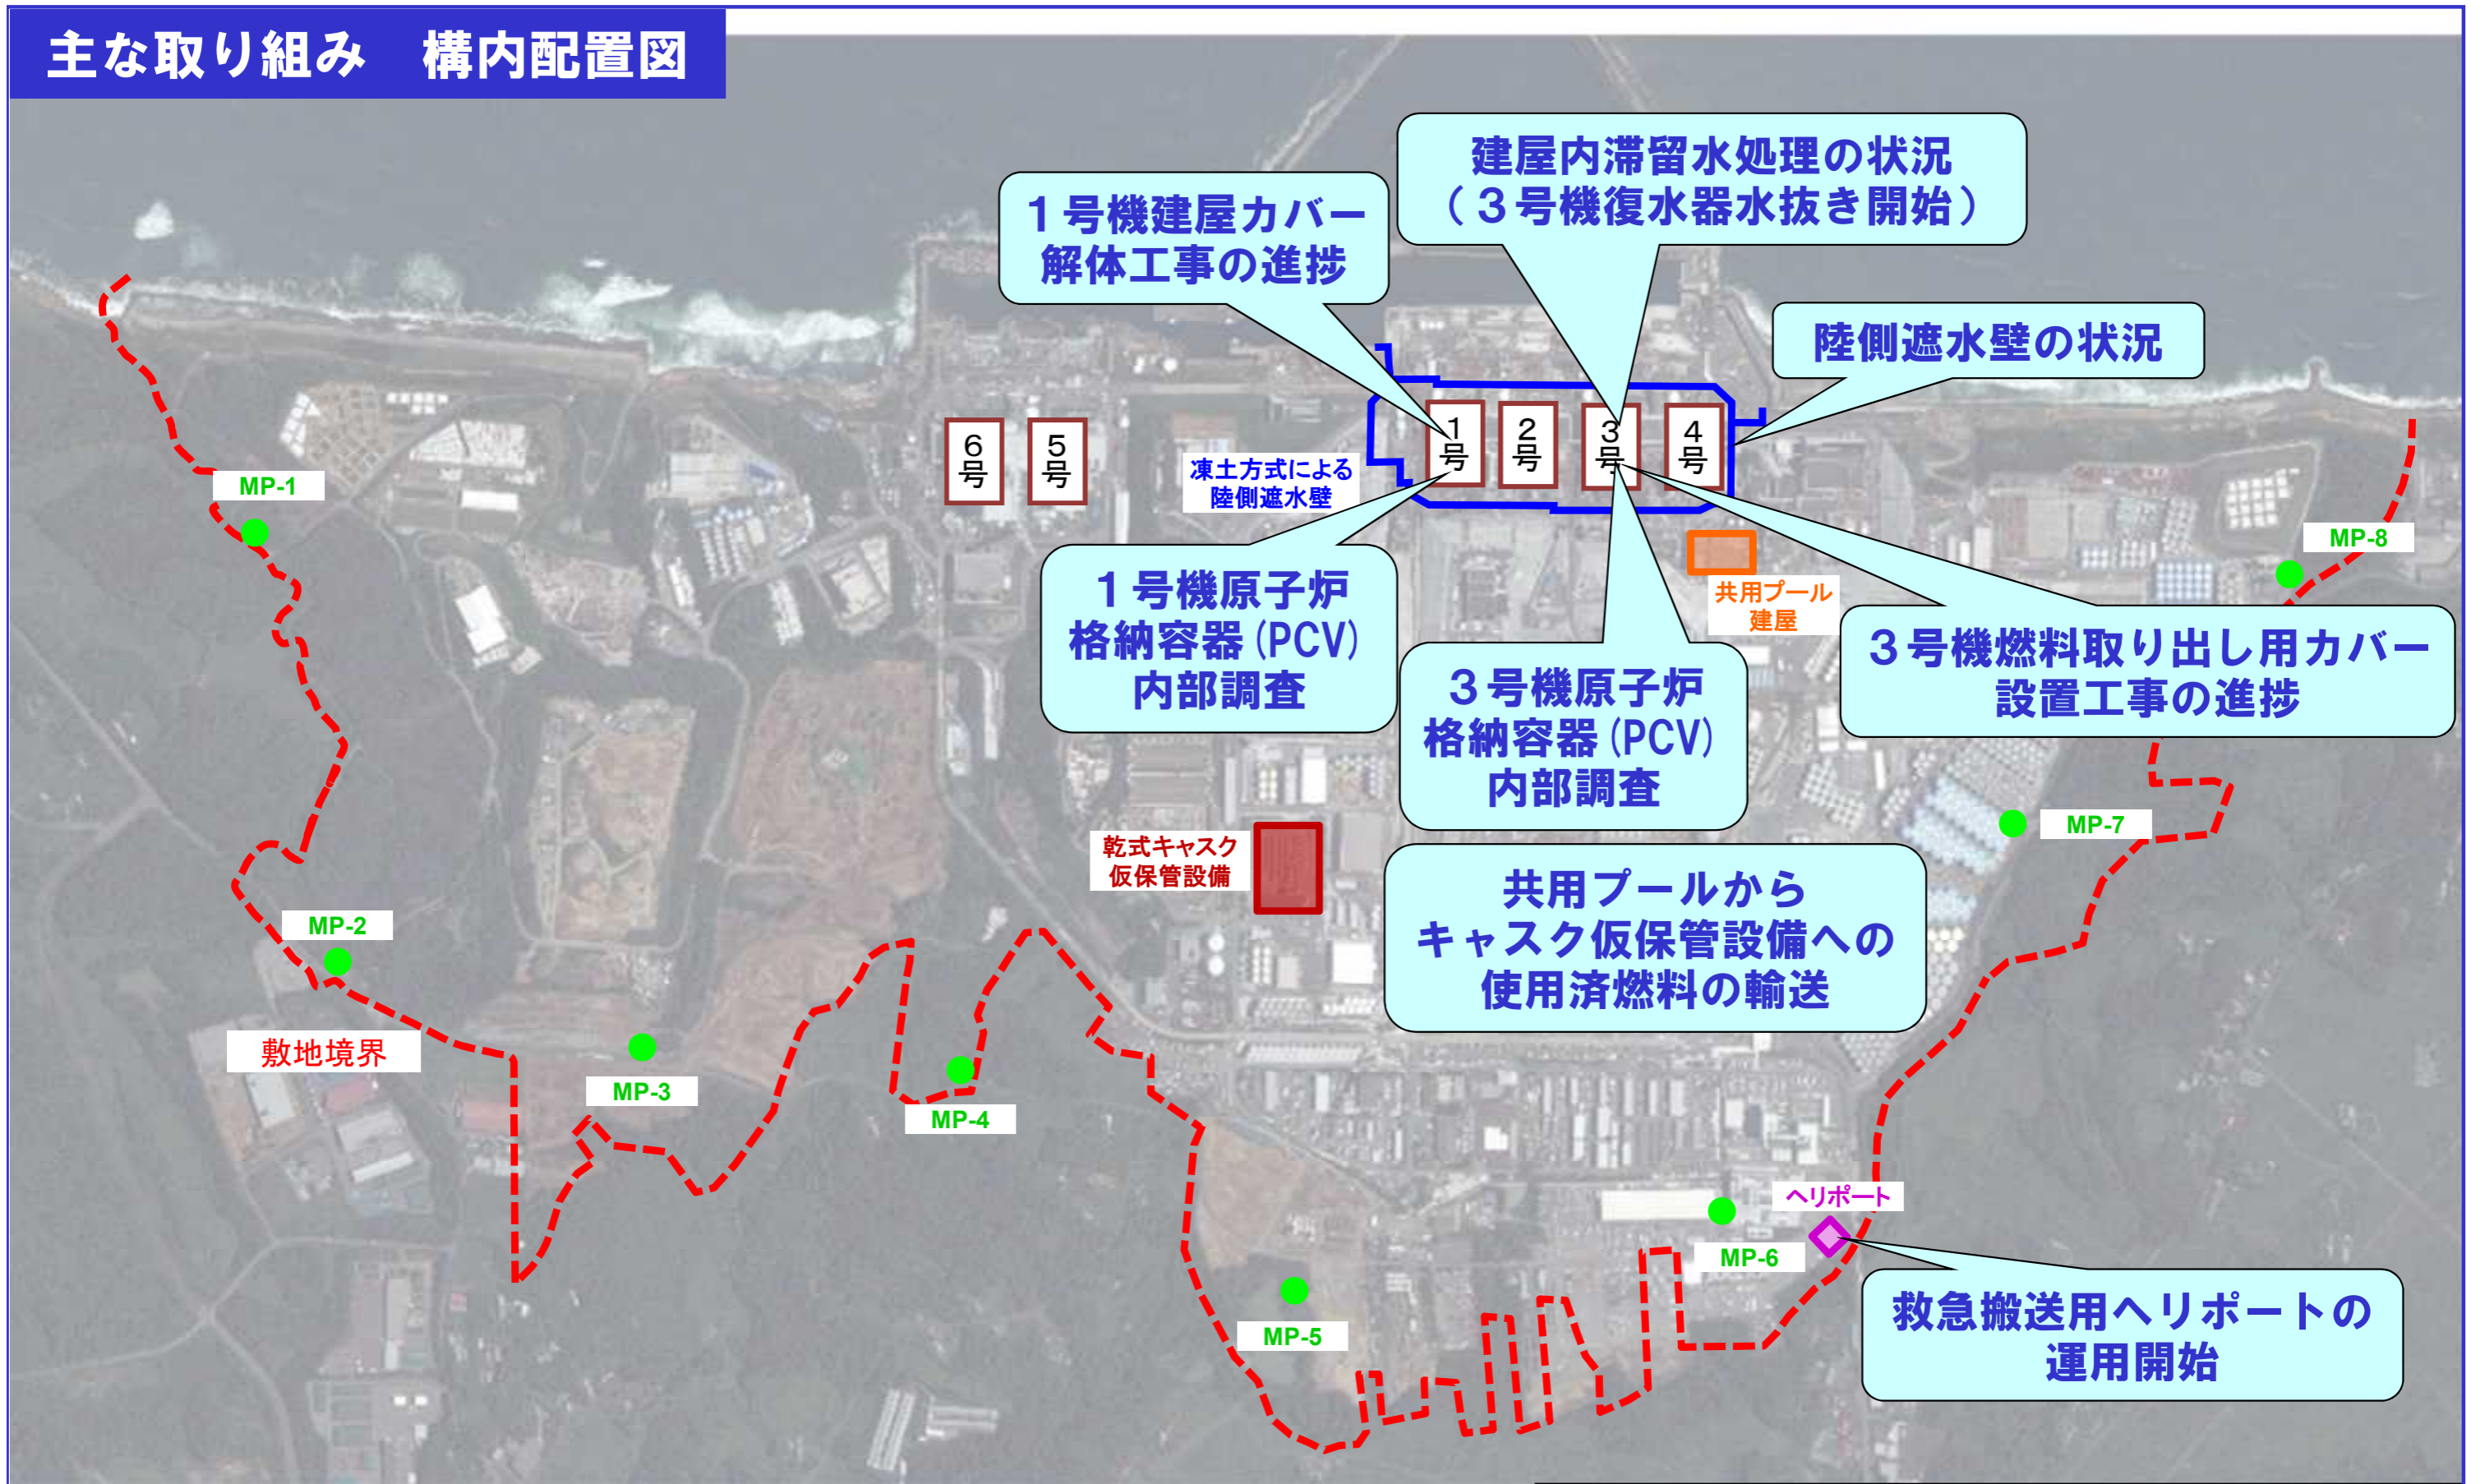 主な取り組み　構内配置図
建屋内滞留水処理の状況
（３号機復水器水抜き開始）
１号機建屋カバー
解体工事の進捗
陸側遮水壁の状況
6号
5号
1号
2号
3号
4号
凍土方式による
陸側遮水壁
MP-1
MP-8
１号機原子炉
格納容器(PCV)
内部調査
共用プール
建屋
３号機燃料取り出し用カバー
設置工事の進捗
３号機原子炉
格納容器(PCV)
内部調査
MP-7
乾式キャスク
仮保管設備
共用プールから
キャスク仮保管設備への
使用済燃料の輸送
MP-2
敷地境界
MP-3
MP-4
ヘリポート
MP-6
MP-5
救急搬送用ヘリポートの
運用開始